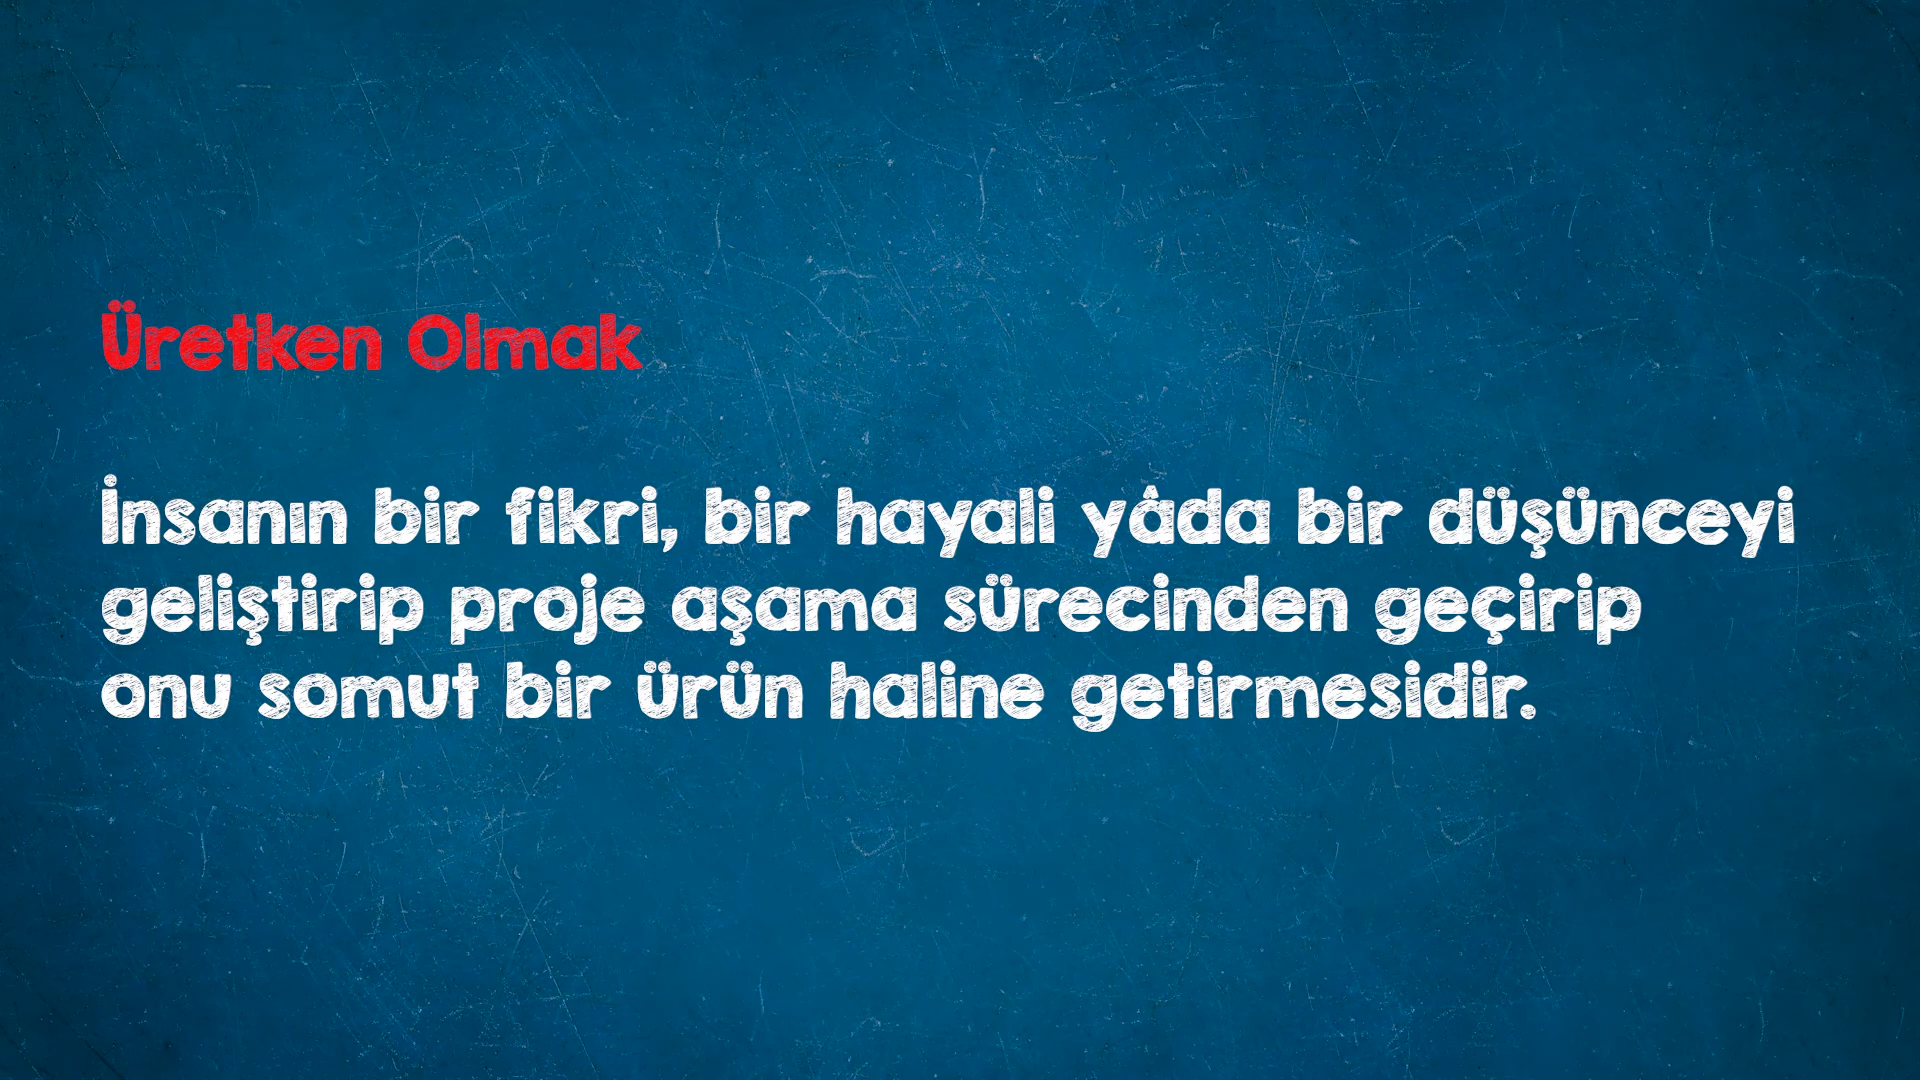 Üretken Olmak
İnsanın bir fikri, bir hayali yâda bir düşünceyi
geliştirip proje aşama sürecinden geçirip
onu somut bir ürün haline getirmesidir.